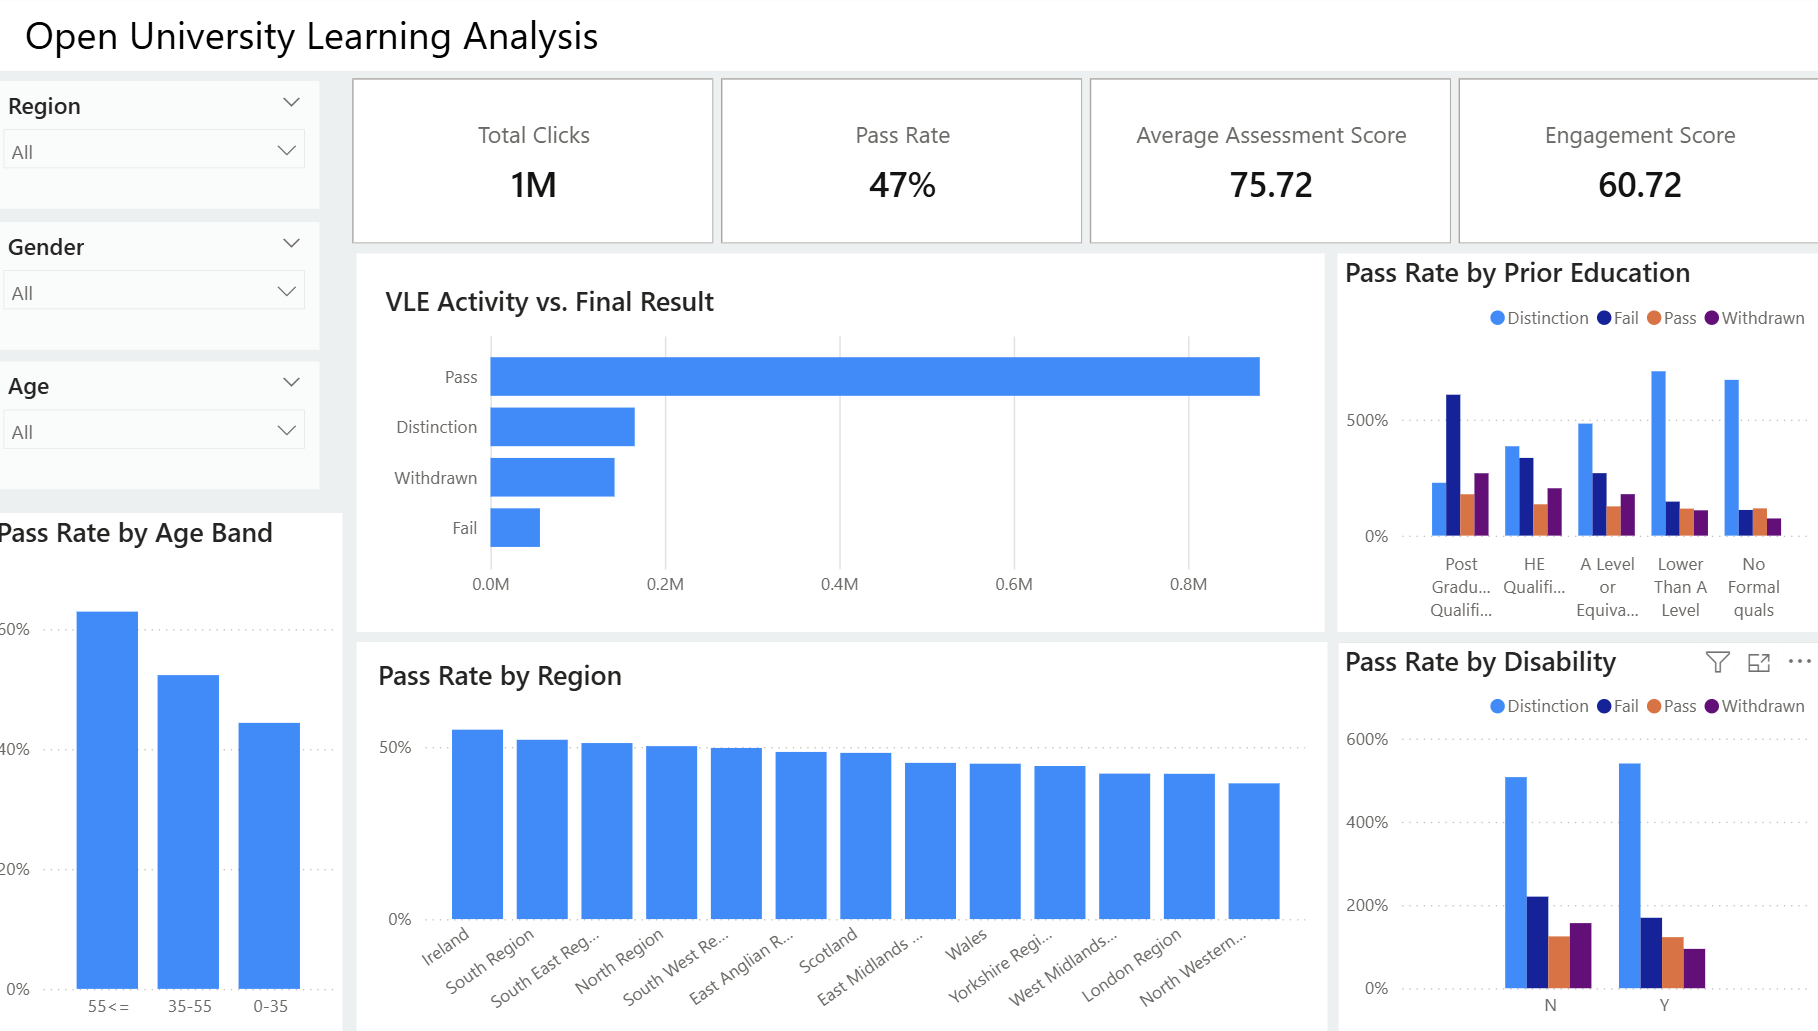 Open University Learning Analysis
Region
All
Gender
All
Age
All
Total Clicks
1M
Pass Rate
47%
Average Assessment Score
75.72
Engagement Score
60.72
VLE Activity vs. Final Result
Pass
Distinction
Withdrawn
Fail
0.0M 0.2M 0.4M 0.6M 0.8M
Pass Rate by Prior Education
Distinction Fail Pass Withdrawn
500%
0%
Post Gradu... Qualifi...
HE Qualifi...
A Level or Equiva...
Lower Than A Level
No Formal quals
Pass Rate by Age Band
60%
40%
20%
0%
55<= 35-55 0-35
Pass Rate by Region
50%
0%
Ireland
South Region
South East Reg...
North Region
South West Re...
East Anglian R...
Scotland
East Midlands ...
Wales
Yorkshire Regi...
West Midlands...
London Region
North Western...
Pass Rate by Disability
Distinction Fail Pass Withdrawn
600%
400%
200%
0%
N Y